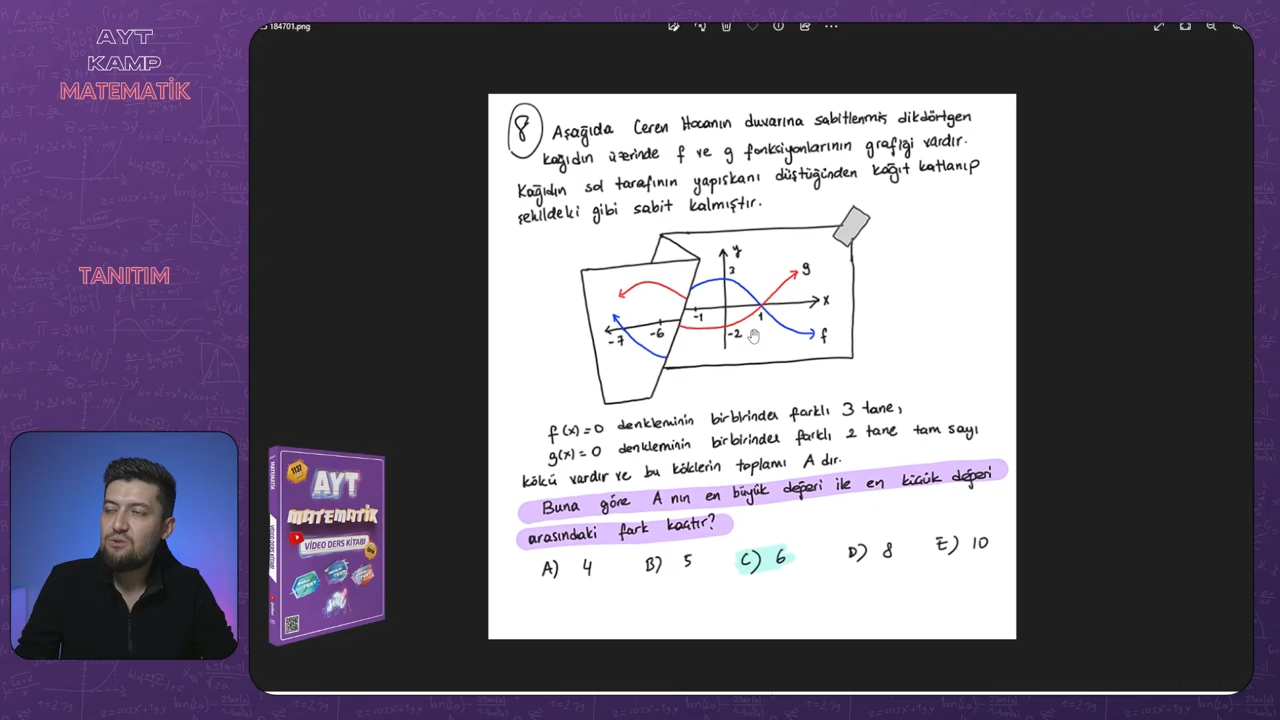 184701.png
AYT
KAMP
MATEMATİK
TANITIM
8 Aşağıda Ceren Hocanın duvarına sabitlenmiş dikdörtgen
kağıdın üzerinde f ve g fonksiyonlarının grafiği vardır.
Kağıdın sol tarafının yapışkanı düştüğünden kağıt katlanıp
şekildeki gibi sabit kalmıştır.
y
3
g
x
-1
1
-6
-7
-2
f
f(x)=0 denkleminin birbirinden farklı 3 tane,
g(x)=0 denkleminin birbirinden farklı 2 tane tam sayı
kökü vardır ve bu köklerin toplamı A dır.
Buna göre A nın en büyük değeri ile en küçük değeri
arasındaki fark kaçtır?
A) 4 B) 5 C) 6 D) 8 E) 10
AYT
MATEMATİK
VİDEO DERS KİTABI